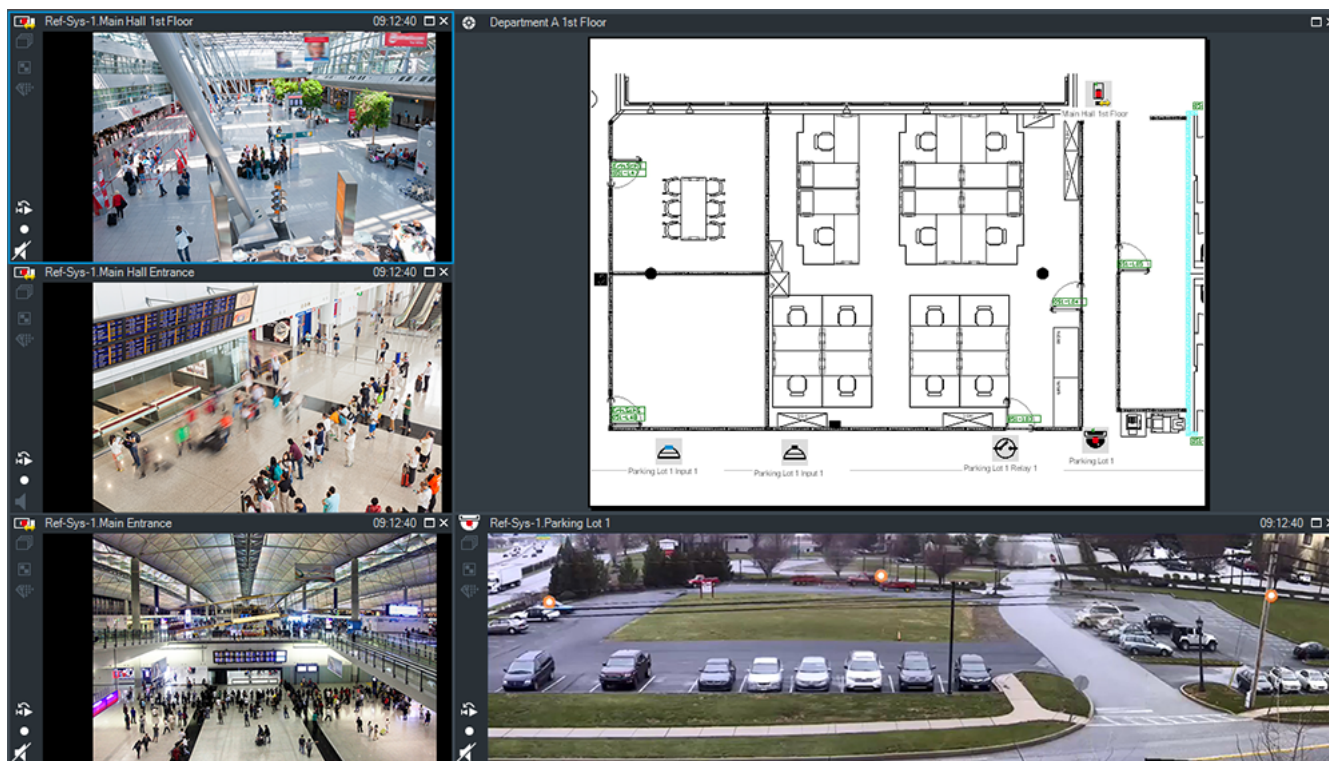 Ref-Sys-1.Main Hall 1st Floor 09:12:40
Department A 1st Floor
Main Hall 1st Floor
Ref-Sys-1.Main Hall Entrance 09:12:40
Parking Lot 1 Input 1
Parking Lot 1 Input 1
Parking Lot 1 Relay 1
Parking Lot 1
Ref-Sys-1.Main Entrance 09:12:40
Ref-Sys-1.Parking Lot 1 09:12:40